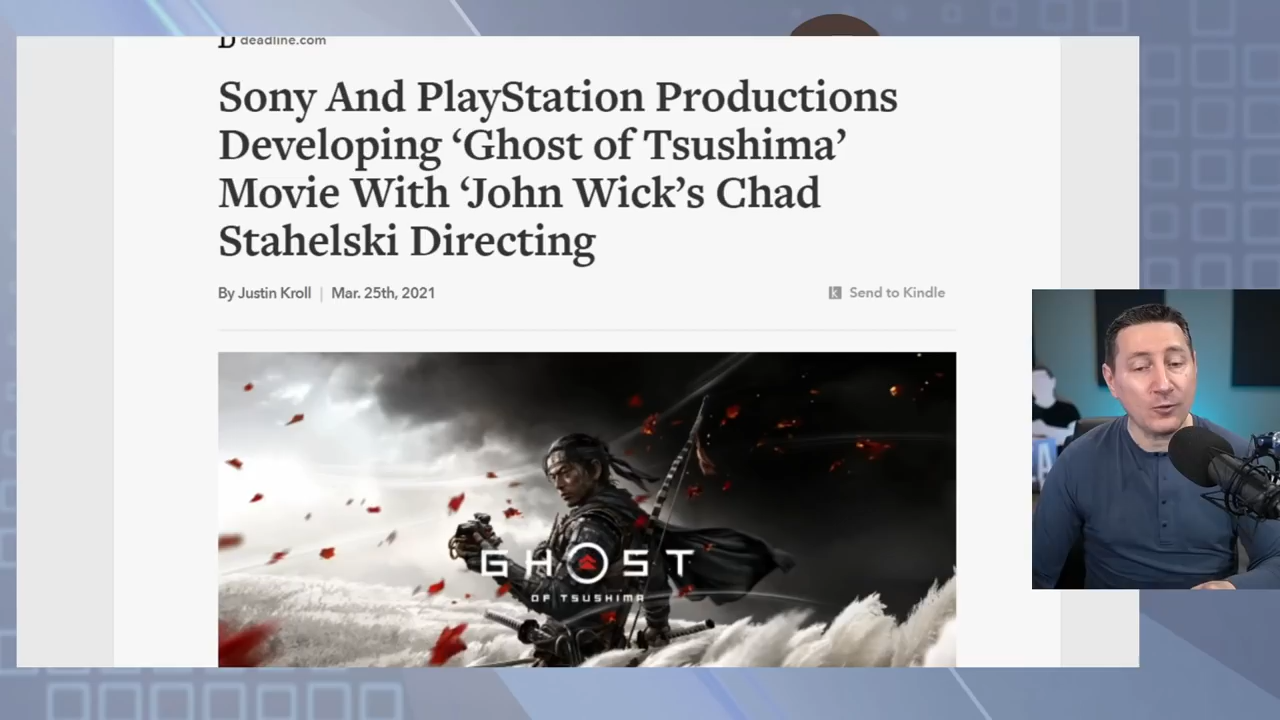 deadline.com
Sony And PlayStation Productions
Developing ‘Ghost of Tsushima’
Movie With ‘John Wick’s Chad
Stahelski Directing
By Justin Kroll | Mar. 25th, 2021
Send to Kindle
GHOST
OF TSUSHIMA